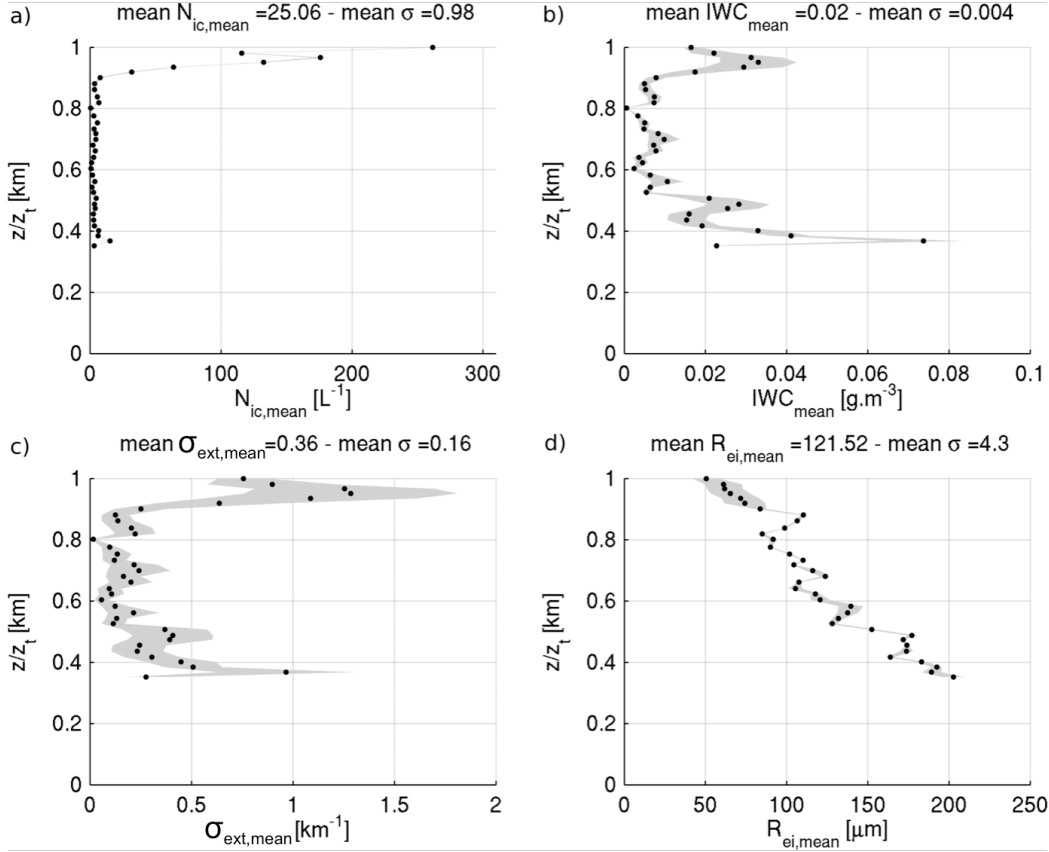 a) mean N_ic,mean =25.06 - mean σ =0.98
1
0.8
0.6
0.4
0.2
0
z/z_t [km]
0 100 200 300
N_ic,mean [L^-1]
b) mean IWC_mean =0.02 - mean σ =0.004
1
0.8
0.6
0.4
0.2
0
z/z_t [km]
0 0.02 0.04 0.06 0.08 0.1
IWC_mean [g.m^-3]
c) mean σ_ext,mean=0.36 - mean σ =0.16
1
0.8
0.6
0.4
0.2
0
z/z_t [km]
0 0.5 1 1.5 2
σ_ext,mean [km^-1]
d) mean R_ei,mean =121.52 - mean σ =4.3
1
0.8
0.6
0.4
0.2
0
z/z_t [km]
0 50 100 150 200 250
R_ei,mean [μm]